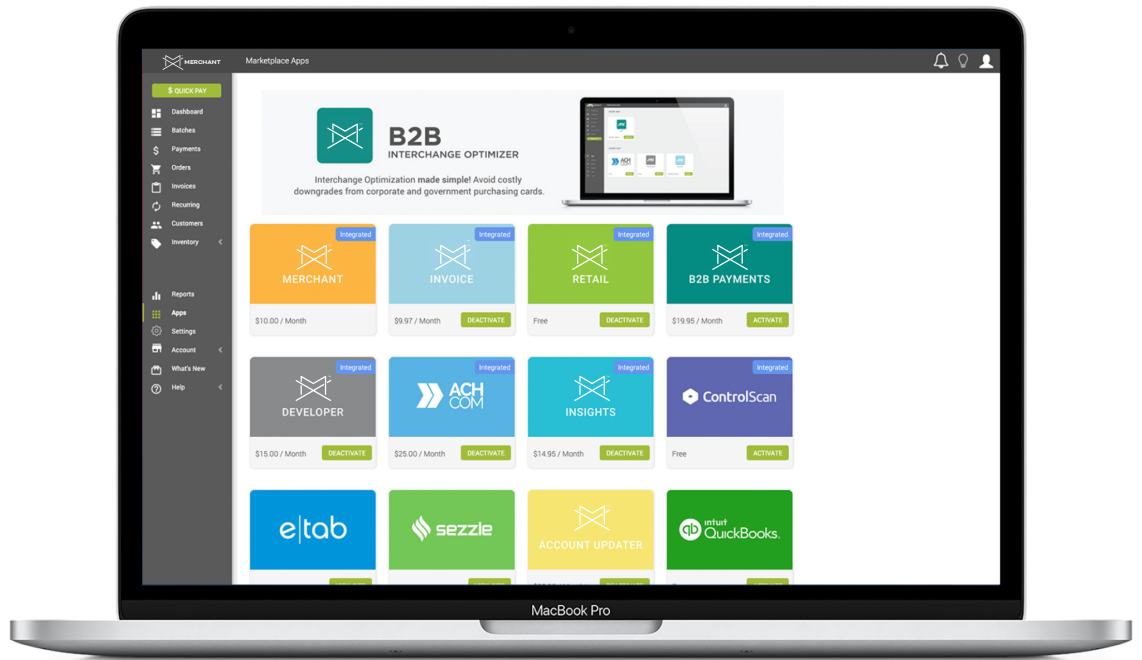 MERCHANT
Marketplace Apps
$ QUICK PAY
Dashboard
Batches
Payments
Orders
Invoices
Recurring
Customers
Inventory
Reports
Apps
Settings
Account
What's New
Help
B2B
INTERCHANGE OPTIMIZER
Interchange Optimization made simple! Avoid costly
downgrades from corporate and government purchasing cards.
Integrated
MERCHANT
$10.00 / Month
Integrated
INVOICE
$9.97 / Month
DEACTIVATE
Integrated
RETAIL
Free
DEACTIVATE
Integrated
B2B PAYMENTS
$19.95 / Month
ACTIVATE
Integrated
DEVELOPER
$15.00 / Month
DEACTIVATE
Integrated
ACH
COM
$25.00 / Month
DEACTIVATE
Integrated
INSIGHTS
$14.95 / Month
DEACTIVATE
Integrated
ControlScan
Free
ACTIVATE
e|tab
sezzle
ACCOUNT UPDATER
qb
intuit
QuickBooks.
MacBook Pro